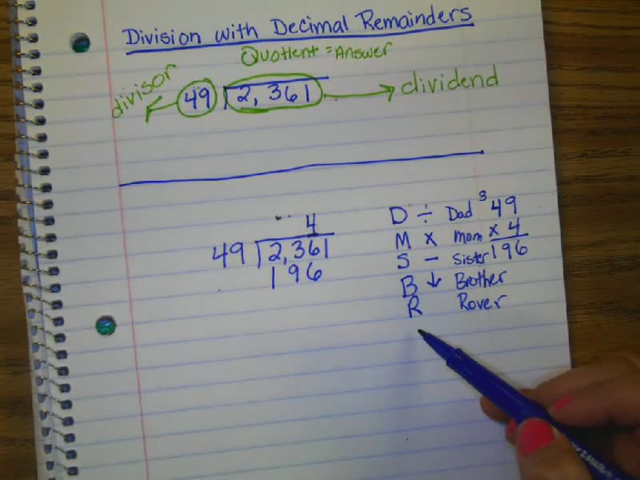 Division with Decimal Remainders
Quotient = Answer
divisor
49 2,361
dividend
4
49 2,361
196
D ÷ Dad
M x mom
S - Sister
B ↓ Brother
R Rover
3
49
x 4
196